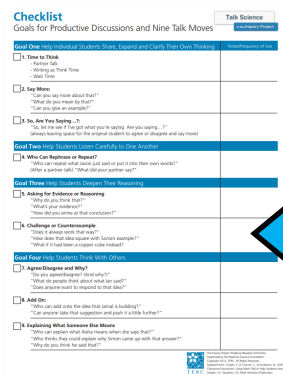 Checklist
Goals for Productive Discussions and Nine Talk Moves
Talk Science
Inquiry Project
Goal One Help Individual Students Share, Expand and Clarify Their Own Thinking
Notes/Frequency of Use
1. Time to Think
- Partner Talk
- Writing as Think Time
- Wait Time
2. Say More:
"Can you say more about that?"
"What do you mean by that?"
"Can you give an example?"
3. So, Are You Saying...?:
"So, let me see if I've got what you're saying. Are you saying...?"
(always leaving space for the original student to agree or disagree and say more)
Goal Two Help Students Listen Carefully to One Another
4. Who Can Rephrase or Repeat?
"Who can repeat what Javon just said or put it into their own words?"
(After a partner talk) "What did your partner say?"
Goal Three Help Students Deepen Their Reasoning
5. Asking for Evidence or Reasoning
"Why do you think that?"
"What's your evidence?"
"How did you arrive at that conclusion?"
6. Challenge or Counterexample
"Does it always work that way?"
"How does that idea square with Sonia's example?"
"What if it had been a copper cube instead?"
Goal Four Help Students Think With Others
7. Agree/Disagree and Why?
"Do you agree/disagree? (And why?)"
"What do people think about what Ian said?"
"Does anyone want to respond to that idea?"
8. Add On:
"Who can add onto the idea that Jamal is building?"
"Can anyone take that suggestion and push it a little further?"
9. Explaining What Someone Else Means
"Who can explain what Aisha means when she says that?"
"Who thinks they could explain why Simon came up with that answer?"
"Why do you think he said that?"
TERC